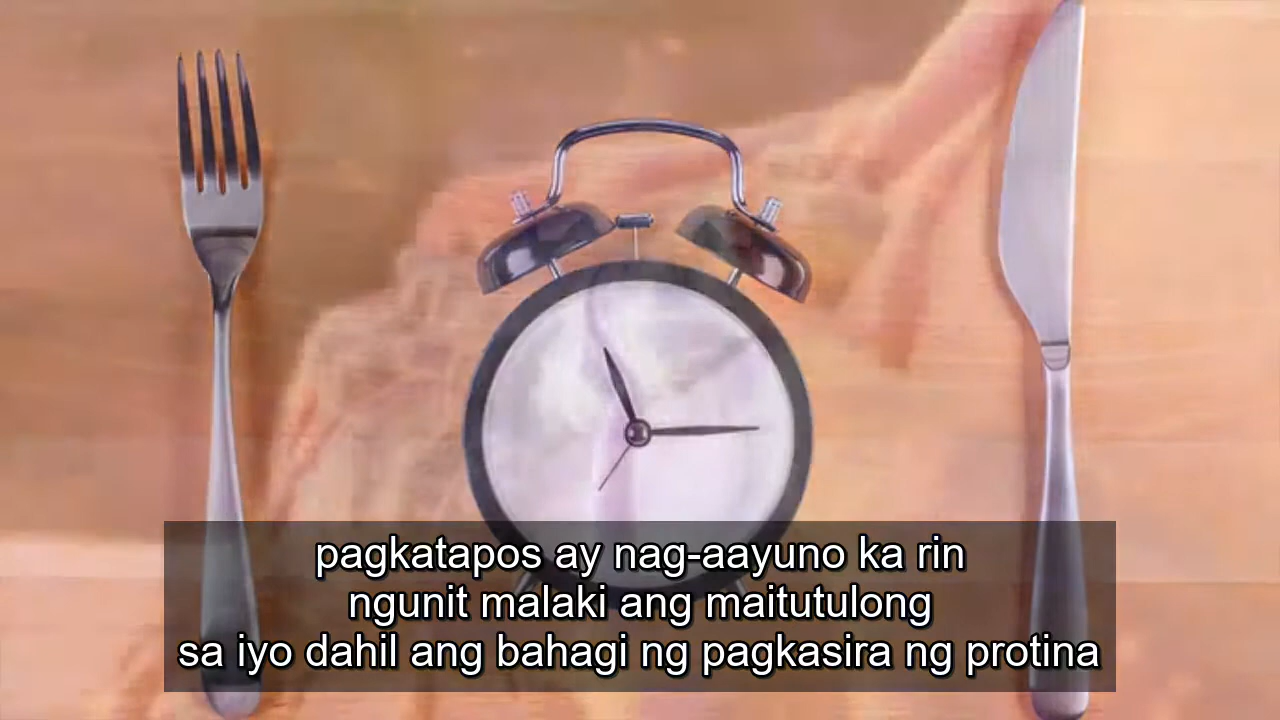 pagkatapos ay nag-aayuno ka rin
ngunit malaki ang maitutulong
sa iyo dahil ang bahagi ng pagkasira ng protina